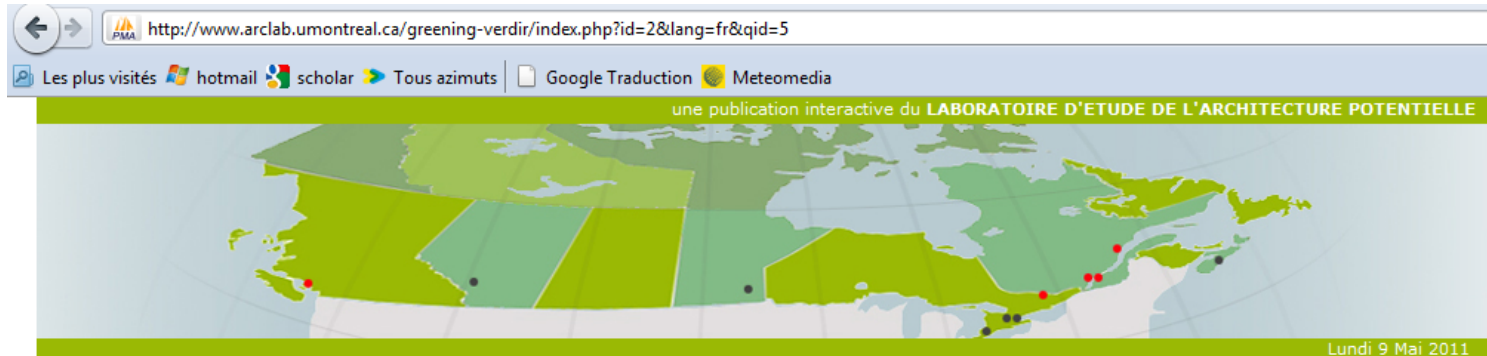 PMA http://www.arclab.umontreal.ca/greening-verdir/index.php?id=2&lang=fr&qid=5
Les plus visités hotmail scholar Tous azimuts Google Traduction Meteomedia
une publication interactive du LABORATOIRE D'ETUDE DE L'ARCHITECTURE POTENTIELLE
Lundi 9 Mai 2011